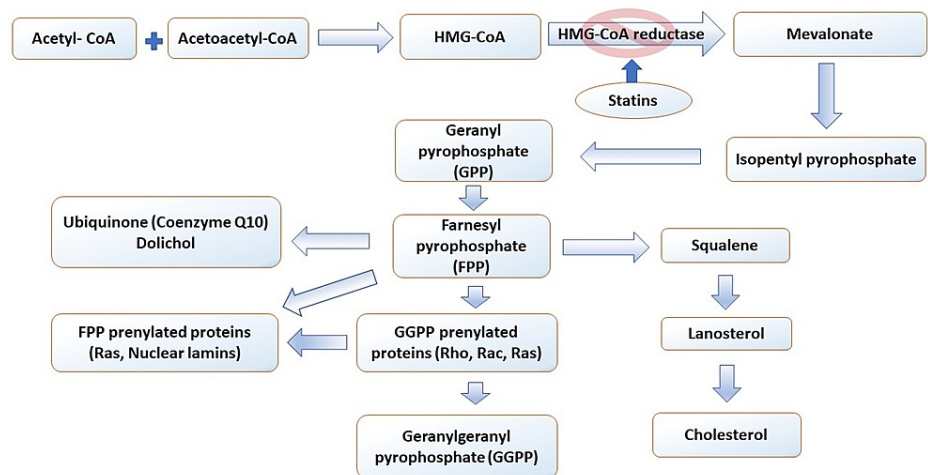 Acetyl- CoA
Acetoacetyl-CoA
HMG-CoA
HMG-CoA reductase
Mevalonate
Statins
Geranyl
pyrophosphate
(GPP)
Isopentyl pyrophosphate
Ubiquinone (Coenzyme Q10)
Dolichol
Farnesyl
pyrophosphate
(FPP)
Squalene
FPP prenylated proteins
(Ras, Nuclear lamins)
GGPP prenylated
proteins (Rho, Rac, Ras)
Lanosterol
Geranylgeranyl
pyrophosphate (GGPP)
Cholesterol